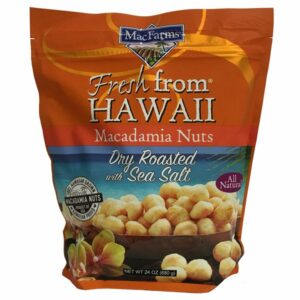 MacFarms
Fresh from®
HAWAII
Macadamia Nuts
Dry Roasted
with Sea Salt
All
Natural
MACADAMIA NUTS
NET WT 24 OZ (680g)